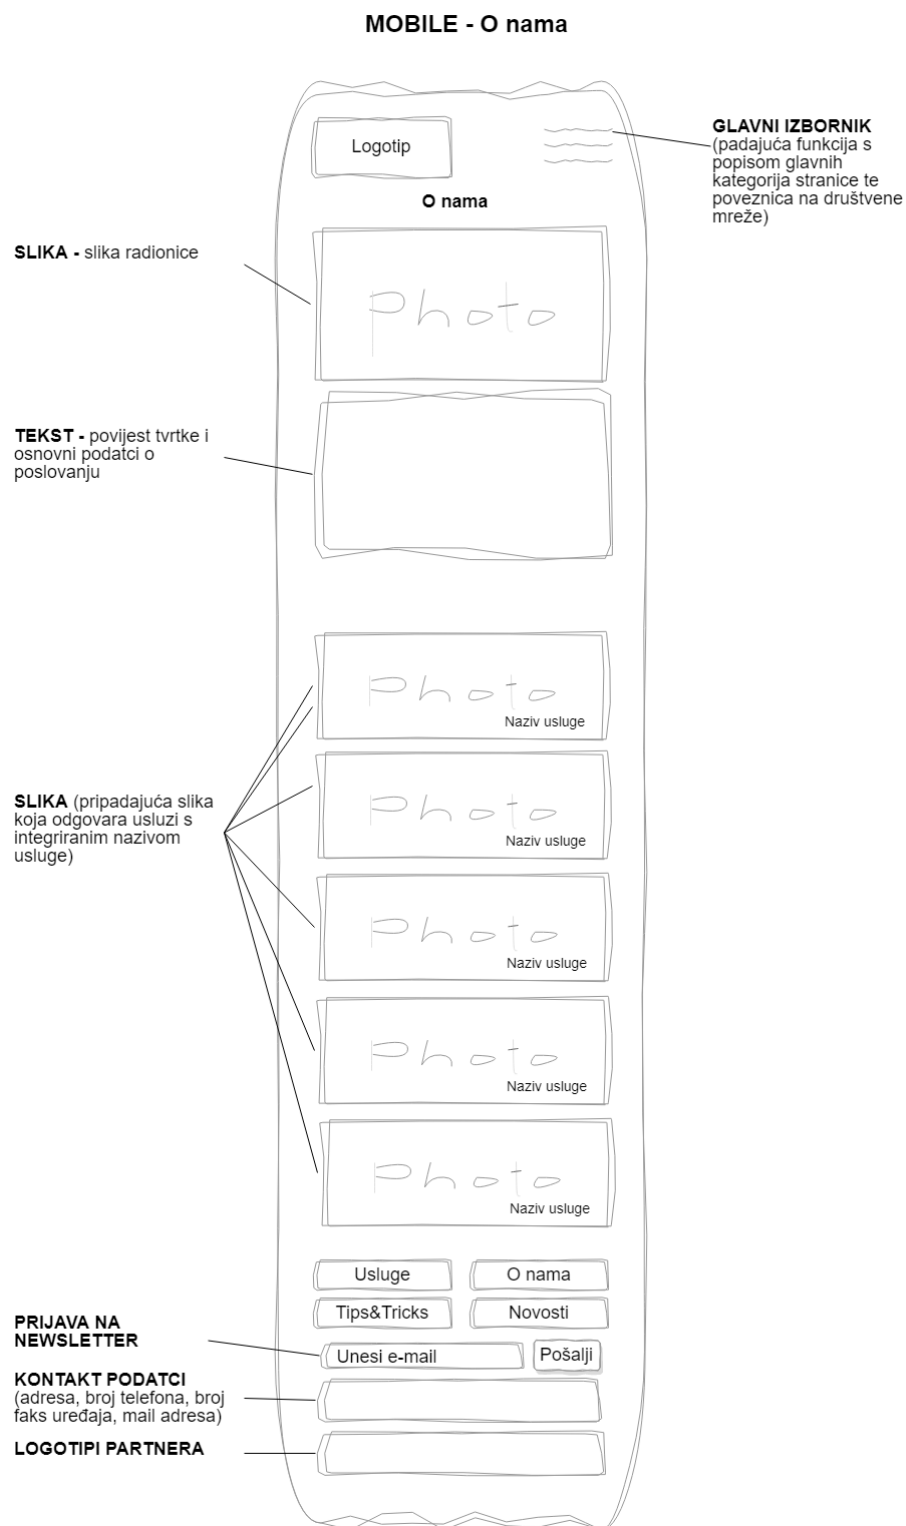 MOBILE - O nama
Logotip
GLAVNI IZBORNIK
(padajuća funkcija s
popisom glavnih
kategorija stranice te
poveznica na društvene
mreže)
O nama
SLIKA - slika radionice
Photo
TEKST - povijest tvrtke i
osnovni podatci o
poslovanju
Photo
Naziv usluge
Photo
Naziv usluge
SLIKA (pripadajuća slika
koja odgovara usluzi s
integriranim nazivom
usluge)
Photo
Naziv usluge
Photo
Naziv usluge
Photo
Naziv usluge
Usluge
O nama
Tips&Tricks
Novosti
PRIJAVA NA
NEWSLETTER
Unesi e-mail
Pošalji
KONTAKT PODATCI
(adresa, broj telefona, broj
faks uređaja, mail adresa)
LOGOTIPI PARTNERA